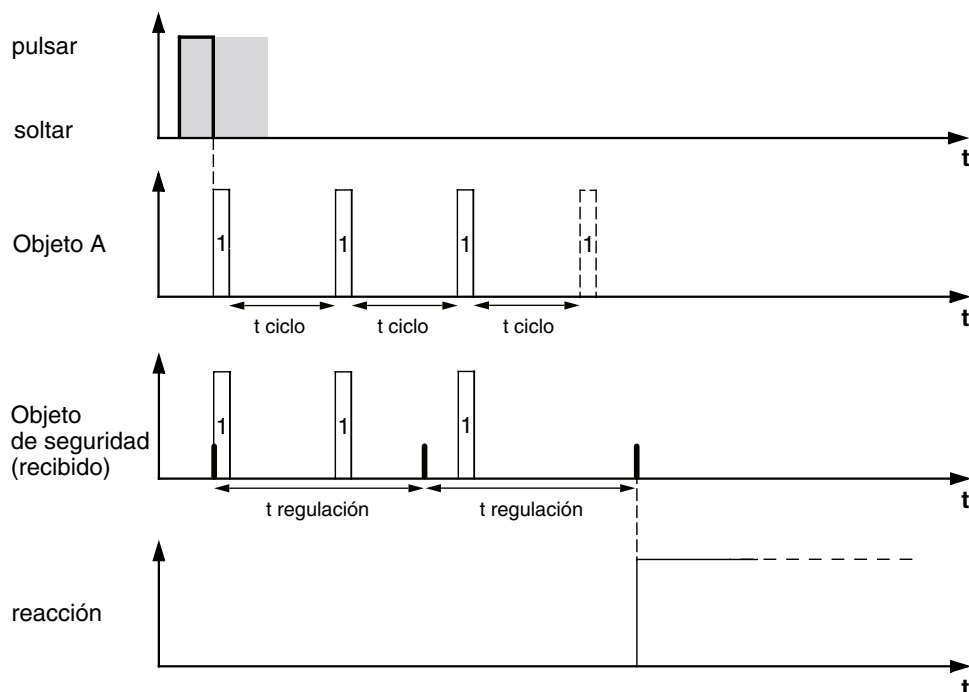 pulsar
soltar
t
Objeto A
1 1 1 1
t ciclo t ciclo t ciclo
t
Objeto
de seguridad
(recibido)
1 1 1
t regulación t regulación
t
reacción
t